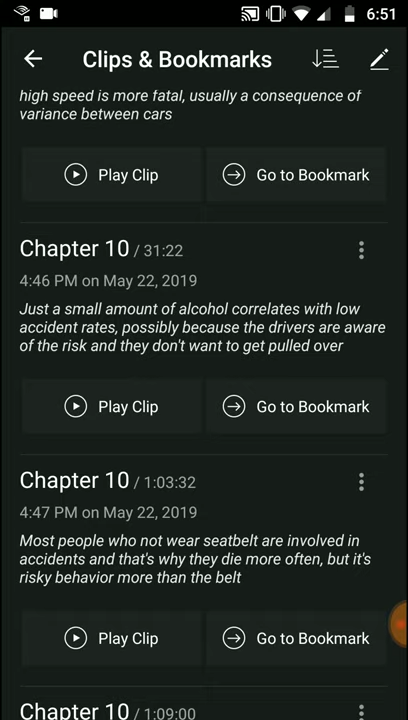 6:51
Clips & Bookmarks
high speed is more fatal, usually a consequence of
variance between cars
Play Clip
Go to Bookmark
Chapter 10 / 31:22
4:46 PM on May 22, 2019
Just a small amount of alcohol correlates with low
accident rates, possibly because the drivers are aware
of the risk and they don't want to get pulled over
Play Clip
Go to Bookmark
Chapter 10 / 1:03:32
4:47 PM on May 22, 2019
Most people who not wear seatbelt are involved in
accidents and that's why they die more often, but it's
risky behavior more than the belt
Play Clip
Go to Bookmark
Chapter 10 / 1:09:00